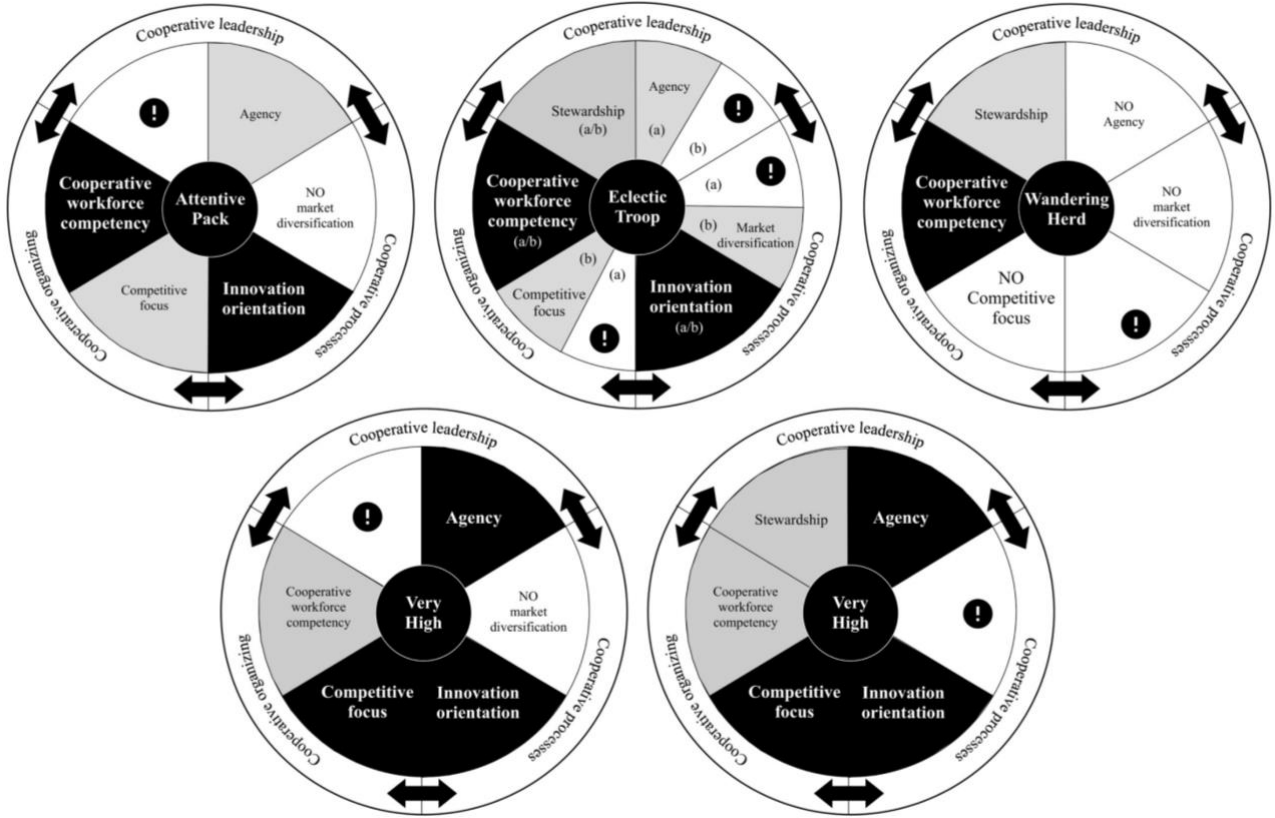 Cooperative leadership
!
Agency
Cooperative
workforce
competency
Attentive
Pack
NO
market
diversification
Competitive
focus
Innovation
orientation
Cooperative organizing
Cooperative processes
Cooperative leadership
Stewardship
(a/b)
Agency
(a)
!
(b)
!
(a)
Cooperative
workforce
competency
(a/b)
Eclectic
Troop
(b) Market
diversification
(b)
Competitive
focus
(a)
!
Innovation
orientation
(a/b)
Cooperative organizing
Cooperative processes
Cooperative leadership
Stewardship
NO
Agency
Cooperative
workforce
competency
Wandering
Herd
NO
market
diversification
NO
Competitive
focus
!
Cooperative organizing
Cooperative processes
Cooperative leadership
!
Agency
Cooperative
workforce
competency
Very
High
NO
market
diversification
Competitive
focus
Innovation
orientation
Cooperative organizing
Cooperative processes
Cooperative leadership
Stewardship
Agency
Cooperative
workforce
competency
Very
High
!
Competitive
focus
Innovation
orientation
Cooperative organizing
Cooperative processes